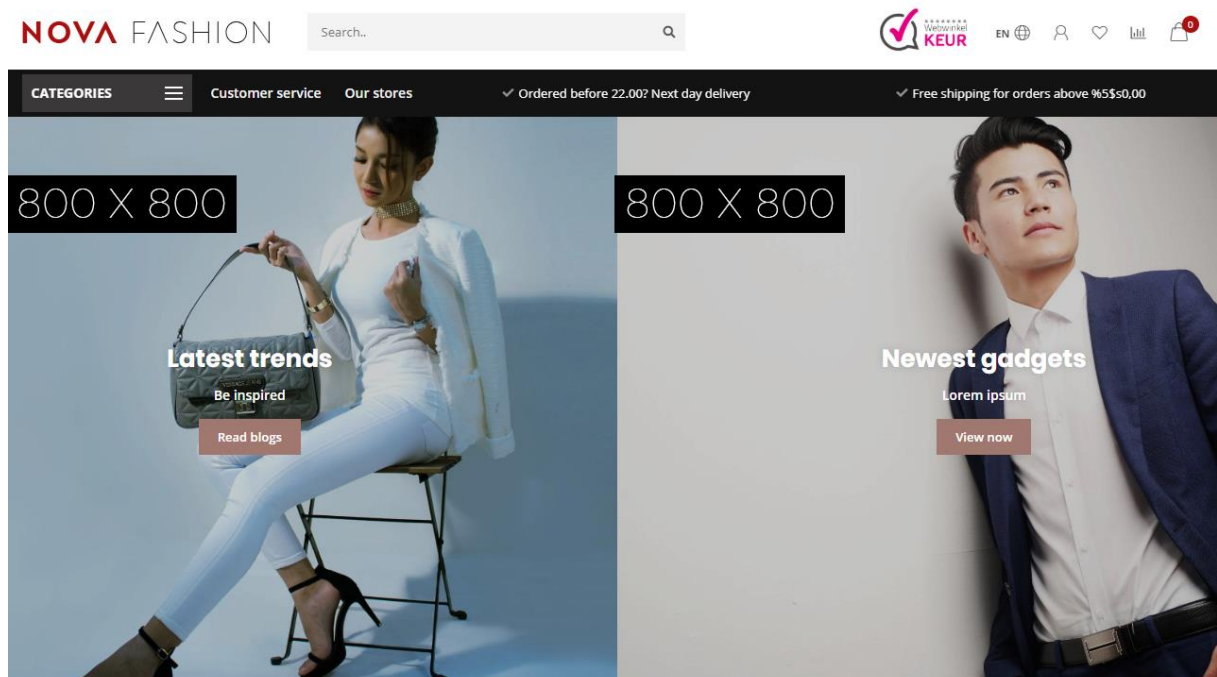 NOVA FASHION
Search..
Webwinkel
KEUR
EN
0
CATEGORIES
Customer service
Our stores
Ordered before 22.00? Next day delivery
Free shipping for orders above %5$s0,00
800 X 800
800 X 800
Latest trends
Be inspired
Read blogs
Newest gadgets
Lorem ipsum
View now